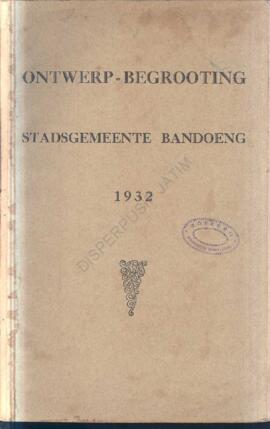 ONTWERP-BEGROOTING
STADSGEMEENTE BANDOENG
1932
DISPERPUSIP JATIM